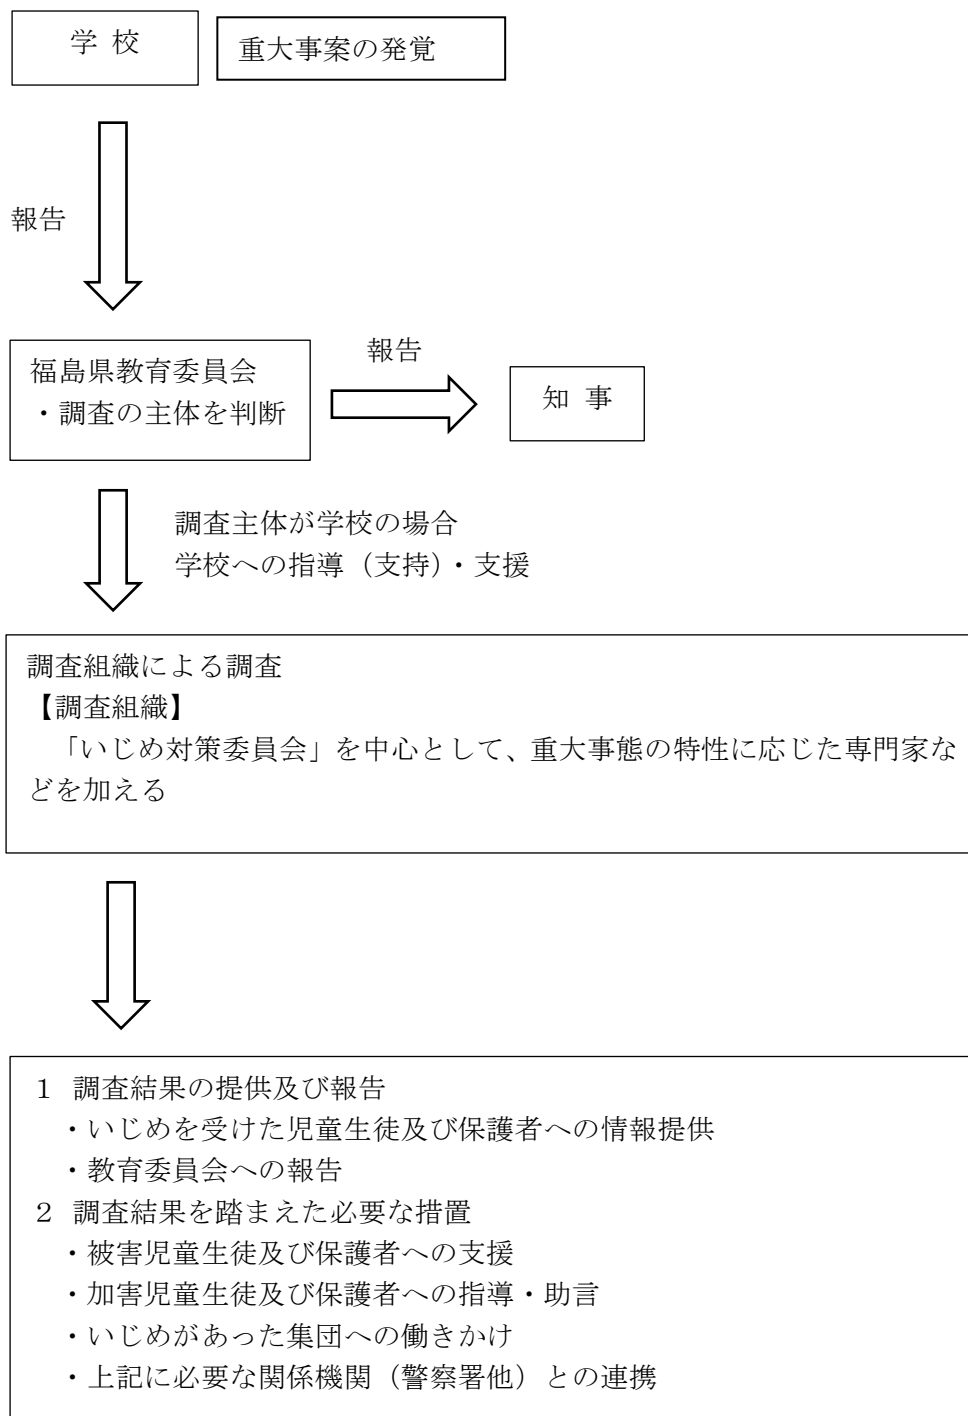 学 校
重大事案の発覚
報告
福島県教育委員会
・調査の主体を判断
報告
知 事
調査主体が学校の場合
学校への指導（支持）・支援
調査組織による調査
【調査組織】
「いじめ対策委員会」を中心として、重大事態の特性に応じた専門家な
どを加える
１ 調査結果の提供及び報告
・いじめを受けた児童生徒及び保護者への情報提供
・教育委員会への報告
２ 調査結果を踏まえた必要な措置
・被害児童生徒及び保護者への支援
・加害児童生徒及び保護者への指導・助言
・いじめがあった集団への働きかけ
・上記に必要な関係機関（警察署他）との連携